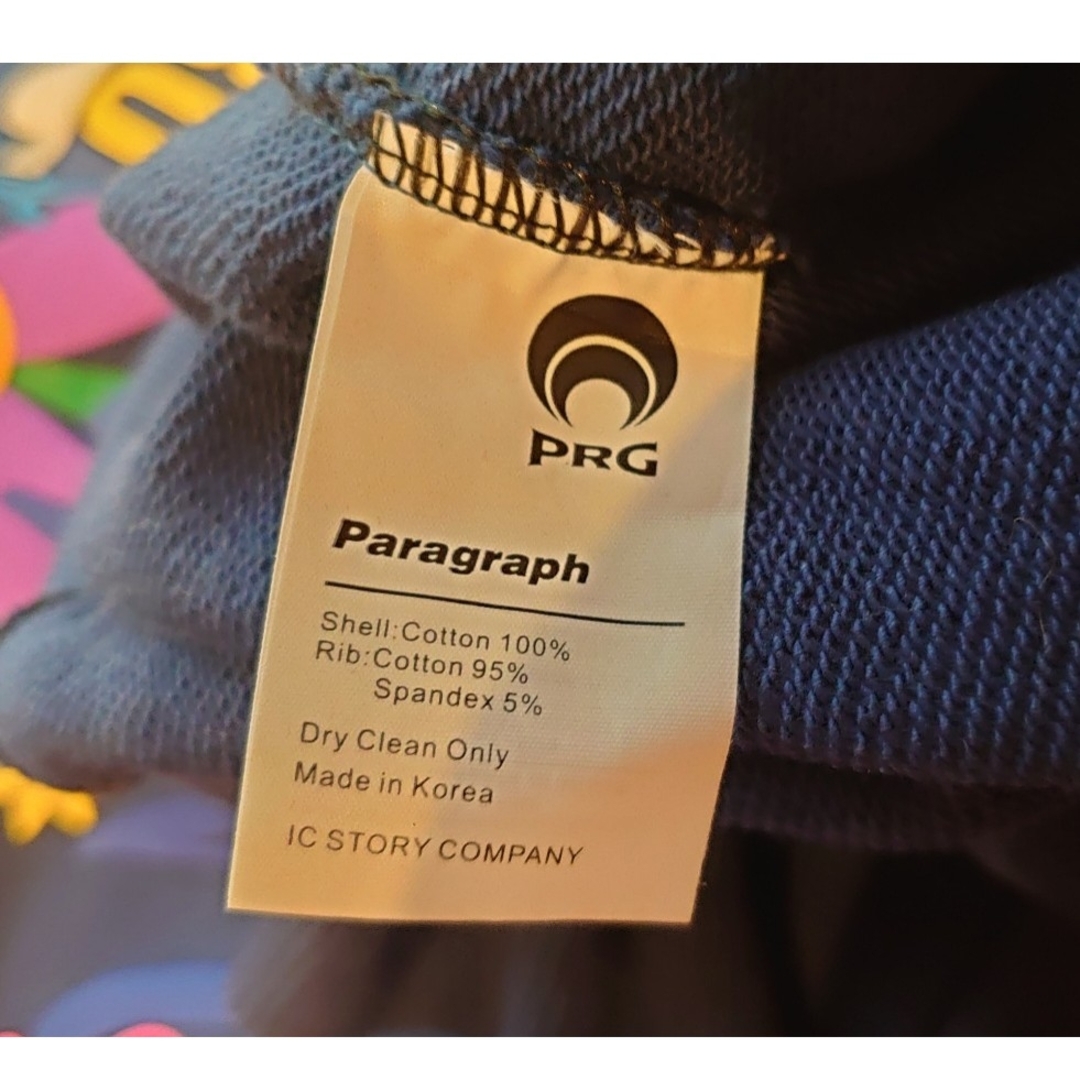 PRG
Paragraph
Shell:Cotton 100%
Rib:Cotton 95%
Spandex 5%
Dry Clean Only
Made in Korea
IC STORY COMPANY